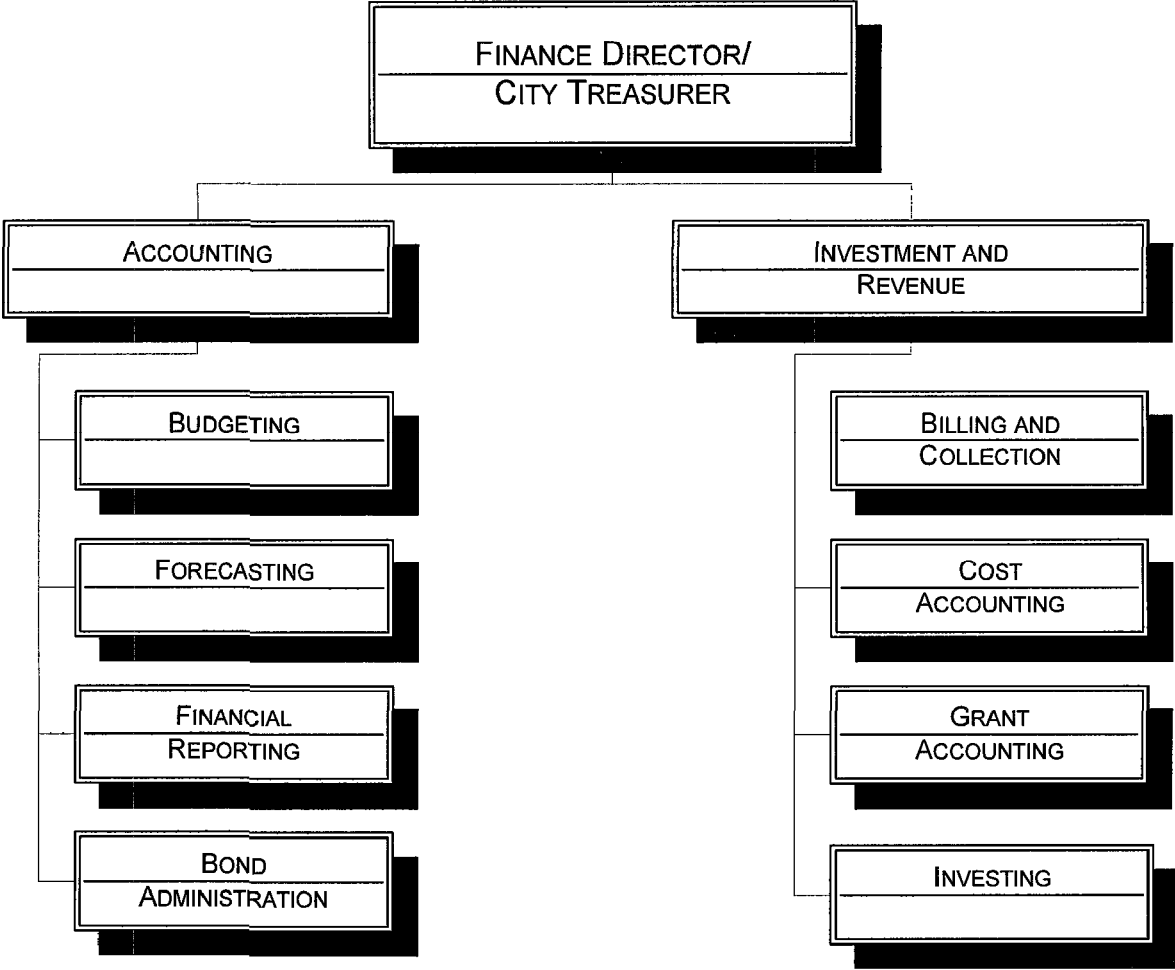 FINANCE DIRECTOR/
CITY TREASURER
ACCOUNTING
INVESTMENT AND
REVENUE
BUDGETING
FORECASTING
FINANCIAL
REPORTING
BOND
ADMINISTRATION
BILLING AND
COLLECTION
COST
ACCOUNTING
GRANT
ACCOUNTING
INVESTING